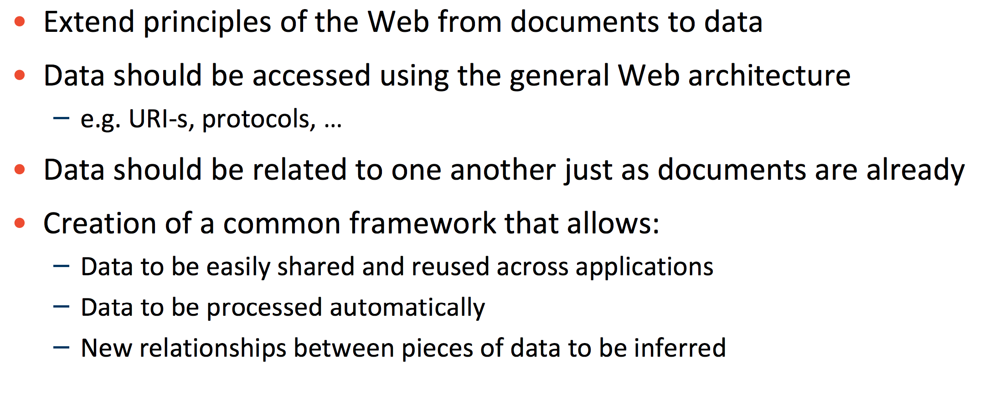 • Extend principles of the Web from documents to data
• Data should be accessed using the general Web architecture
– e.g. URI-s, protocols, ...
• Data should be related to one another just as documents are already
• Creation of a common framework that allows:
– Data to be easily shared and reused across applications
– Data to be processed automatically
– New relationships between pieces of data to be inferred